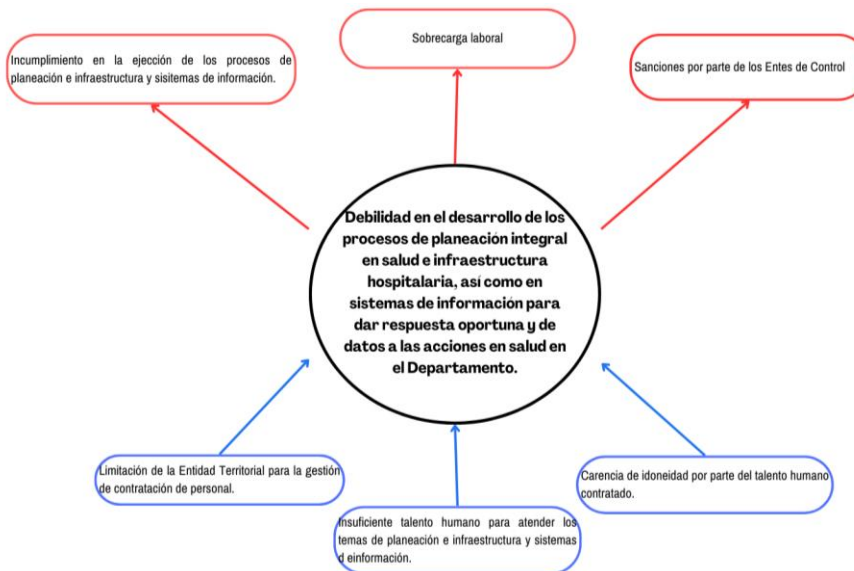 Sobrecarga laboral
Incumplimiento en la ejección de los procesos de
planeación e infraestructura y sisitemas de información.
Sanciones por parte de los Entes de Control
Debilidad en el desarrollo de los
procesos de planeación integral
en salud e infraestructura
hospitalaria, así como en
sistemas de información para
dar respuesta oportuna y de
datos a las acciones en salud en
el Departamento.
Limitación de la Entidad Territorial para la gestión
de contratación de personal.
Carencia de idoneidad por parte del talento humano
contratado.
Insuficiente talento humano para atender los
temas de planeación e infraestructura y sistemas
d einformación.